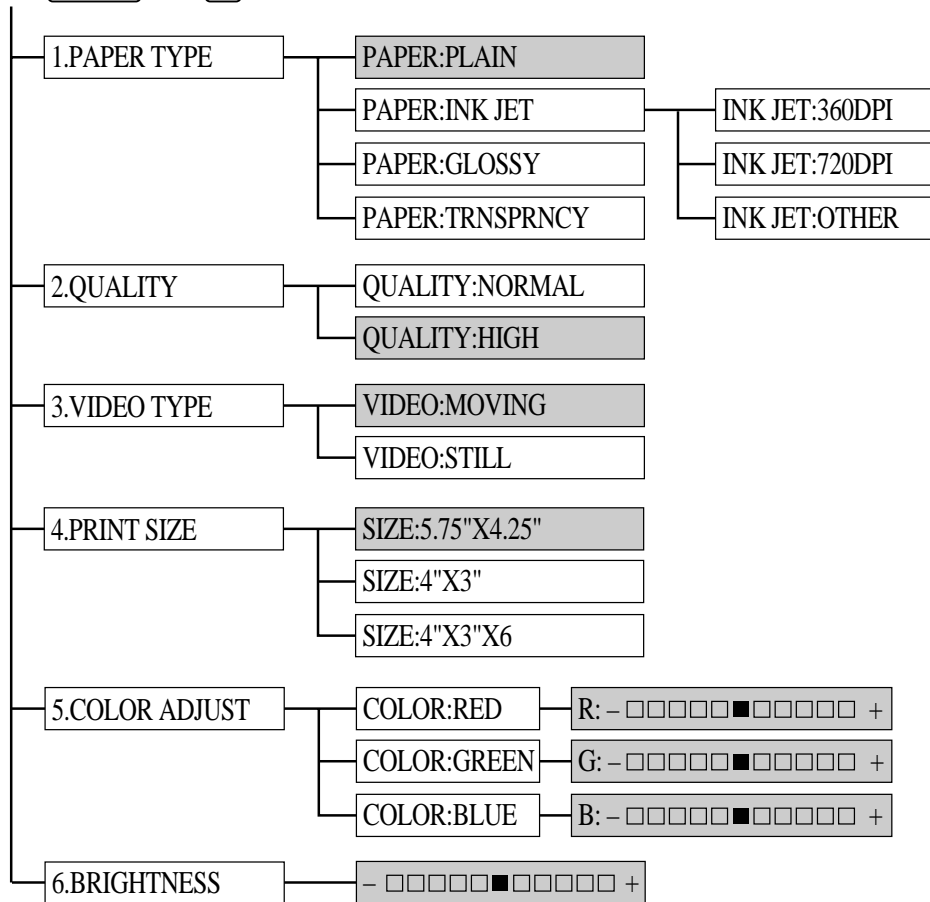 1.PAPER TYPE
PAPER:PLAIN
PAPER:INK JET
INK JET:360DPI
PAPER:GLOSSY
INK JET:720DPI
PAPER:TRNSPRNCY
INK JET:OTHER
2.QUALITY
QUALITY:NORMAL
QUALITY:HIGH
3.VIDEO TYPE
VIDEO:MOVING
VIDEO:STILL
4.PRINT SIZE
SIZE:5.75"X4.25"
SIZE:4"X3"
SIZE:4"X3"X6
5.COLOR ADJUST
COLOR:RED
R: – □□□□□■□□□□□ +
COLOR:GREEN
G: – □□□□□■□□□□□ +
COLOR:BLUE
B: – □□□□□■□□□□□ +
6.BRIGHTNESS
– □□□□□■□□□□□ +